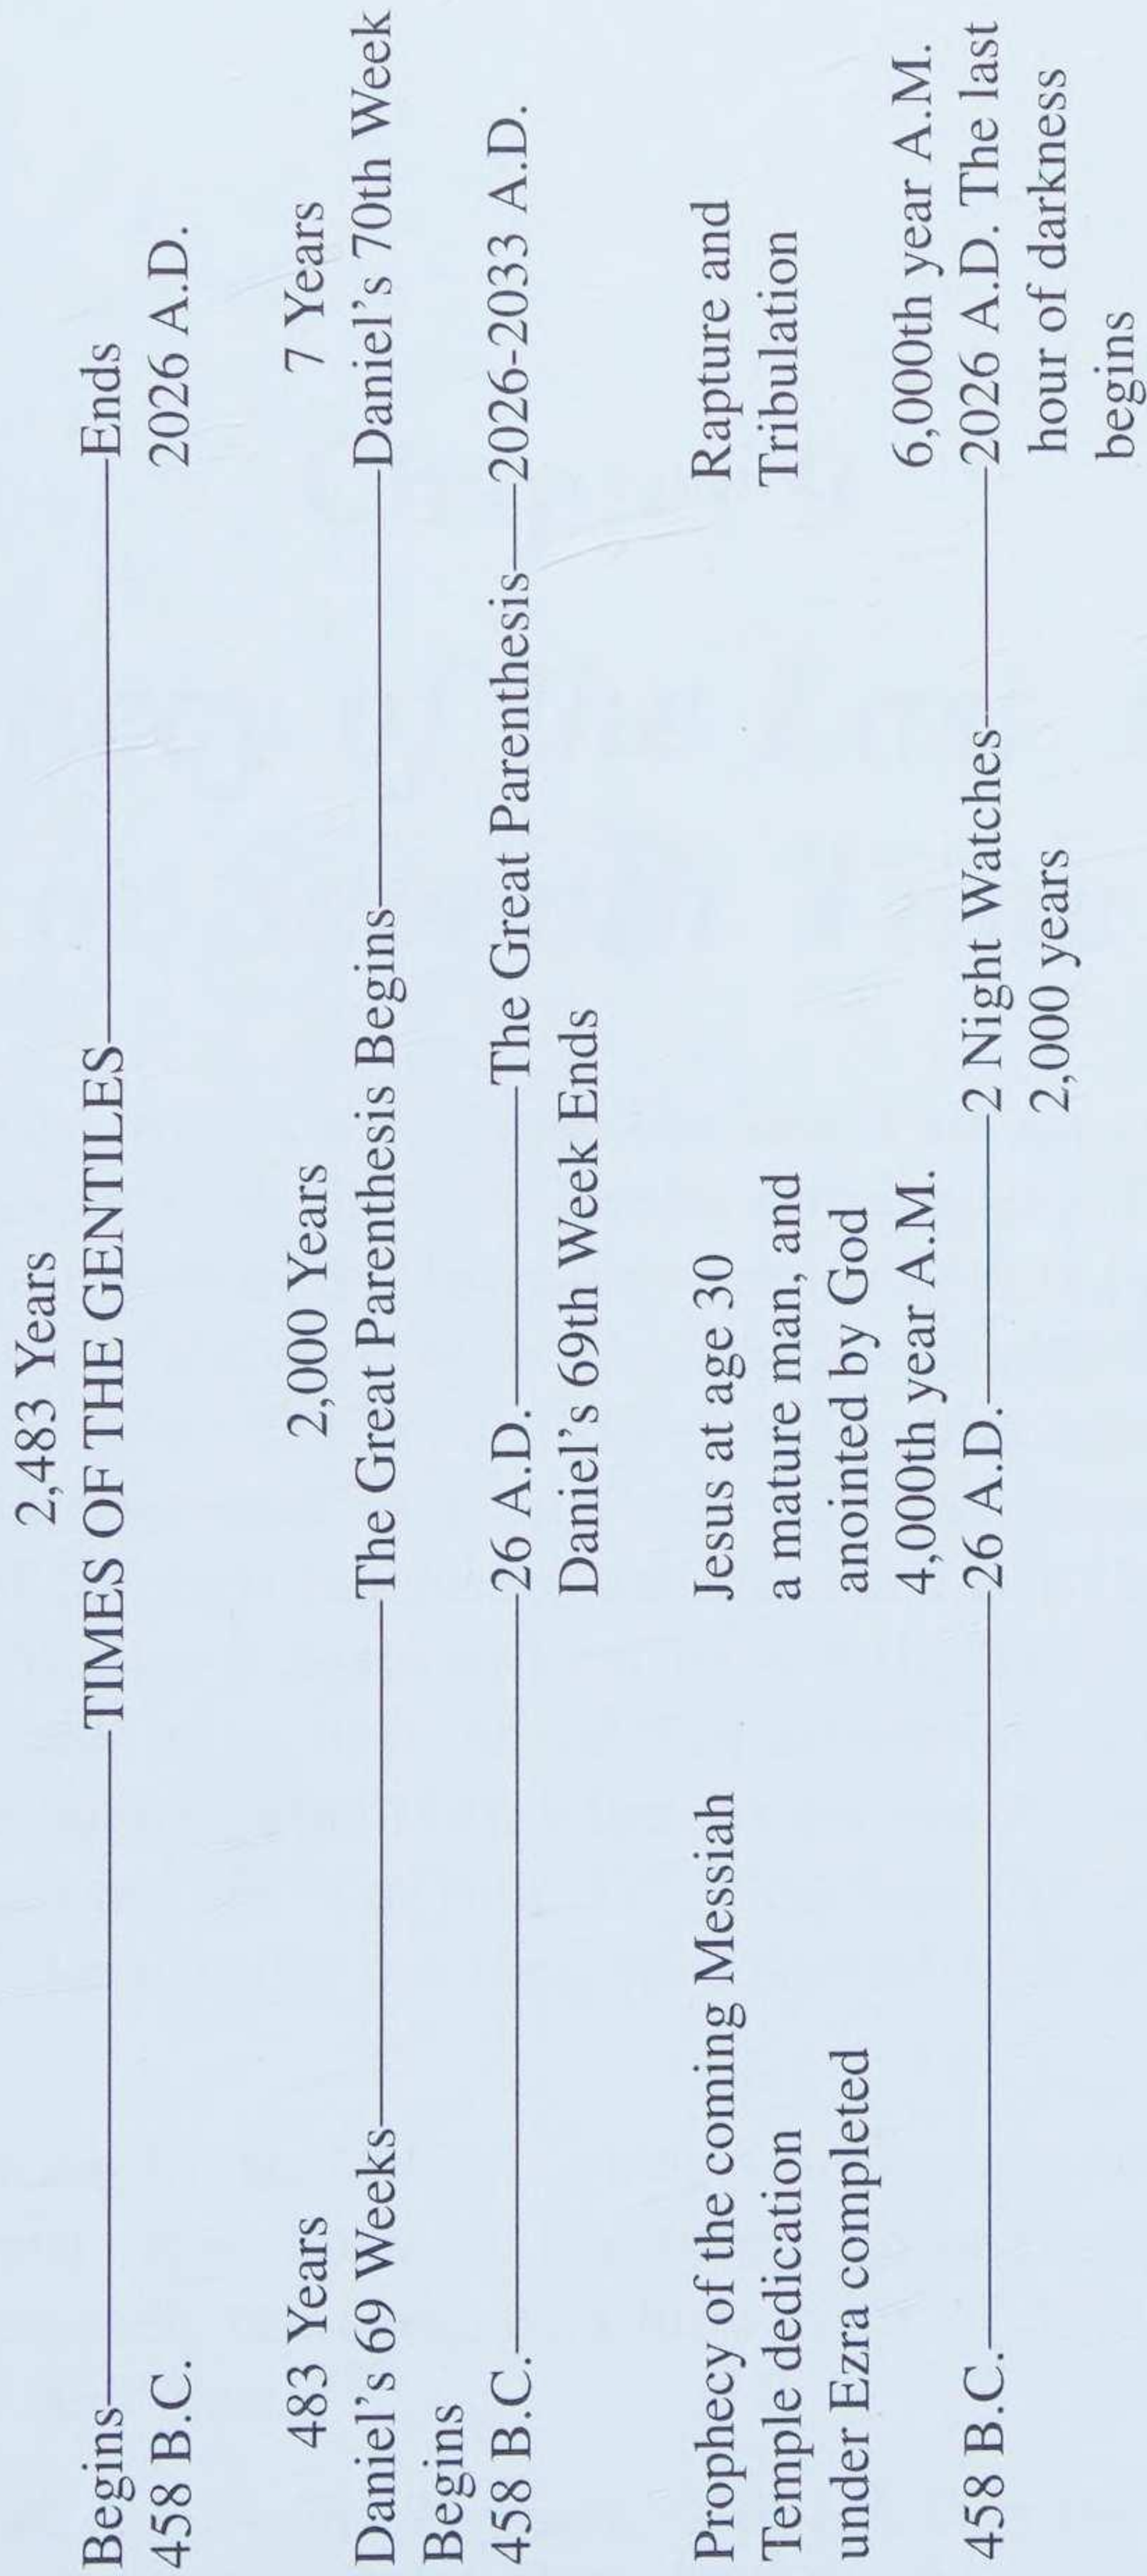 2,483 Years
Begins—TIMES OF THE GENTILES—Ends
458 B.C. 2026 A.D.
483 Years 2,000 Years 7 Years
Daniel's 69 Weeks—The Great Parenthesis Begins—Daniel's 70th Week
Begins
458 B.C.—26 A.D.—The Great Parenthesis—2026-2033 A.D.
Daniel's 69th Week Ends
Prophecy of the coming Messiah Jesus at age 30 Rapture and
Temple dedication a mature man, and Tribulation
under Ezra completed anointed by God
4,000th year A.M. 6,000th year A.M.
458 B.C.—26 A.D.—2 Night Watches—2026 A.D. The last
2,000 years hour of darkness
begins